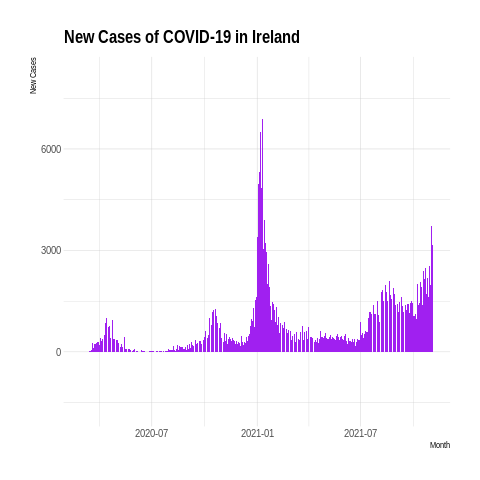 New Cases of COVID-19 in Ireland
New Cases
6000
3000
0
2020-07 2021-01 2021-07
Month